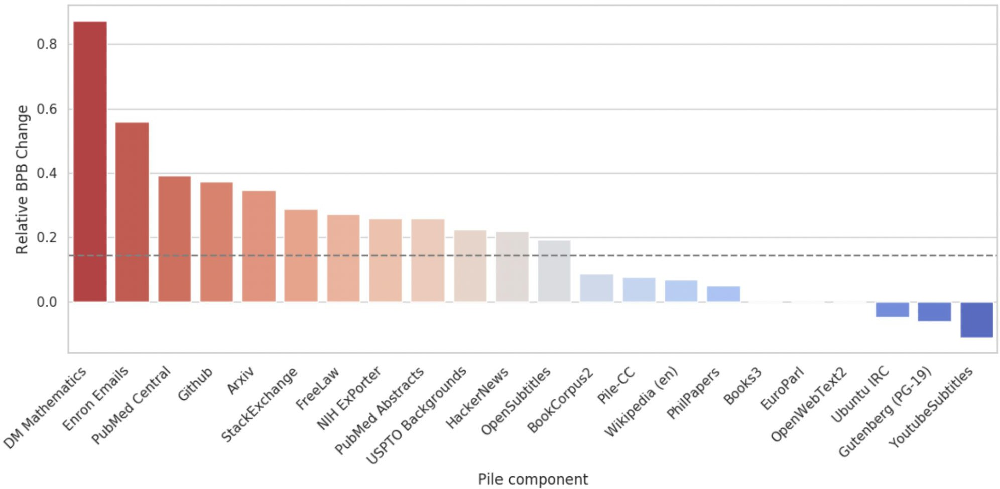 Relative BPB Change
0.8
0.6
0.4
0.2
0.0
DM Mathematics
Enron Emails
PubMed Central
Github
Arxiv
StackExchange
FreeLaw
NIH ExPorter
PubMed Abstracts
USPTO Backgrounds
HackerNews
OpenSubtitles
BookCorpus2
Pile-CC
Wikipedia (en)
PhilPapers
Books3
EuroParl
OpenWebText2
Ubuntu IRC
Gutenberg (PG-19)
YoutubeSubtitles
Pile component